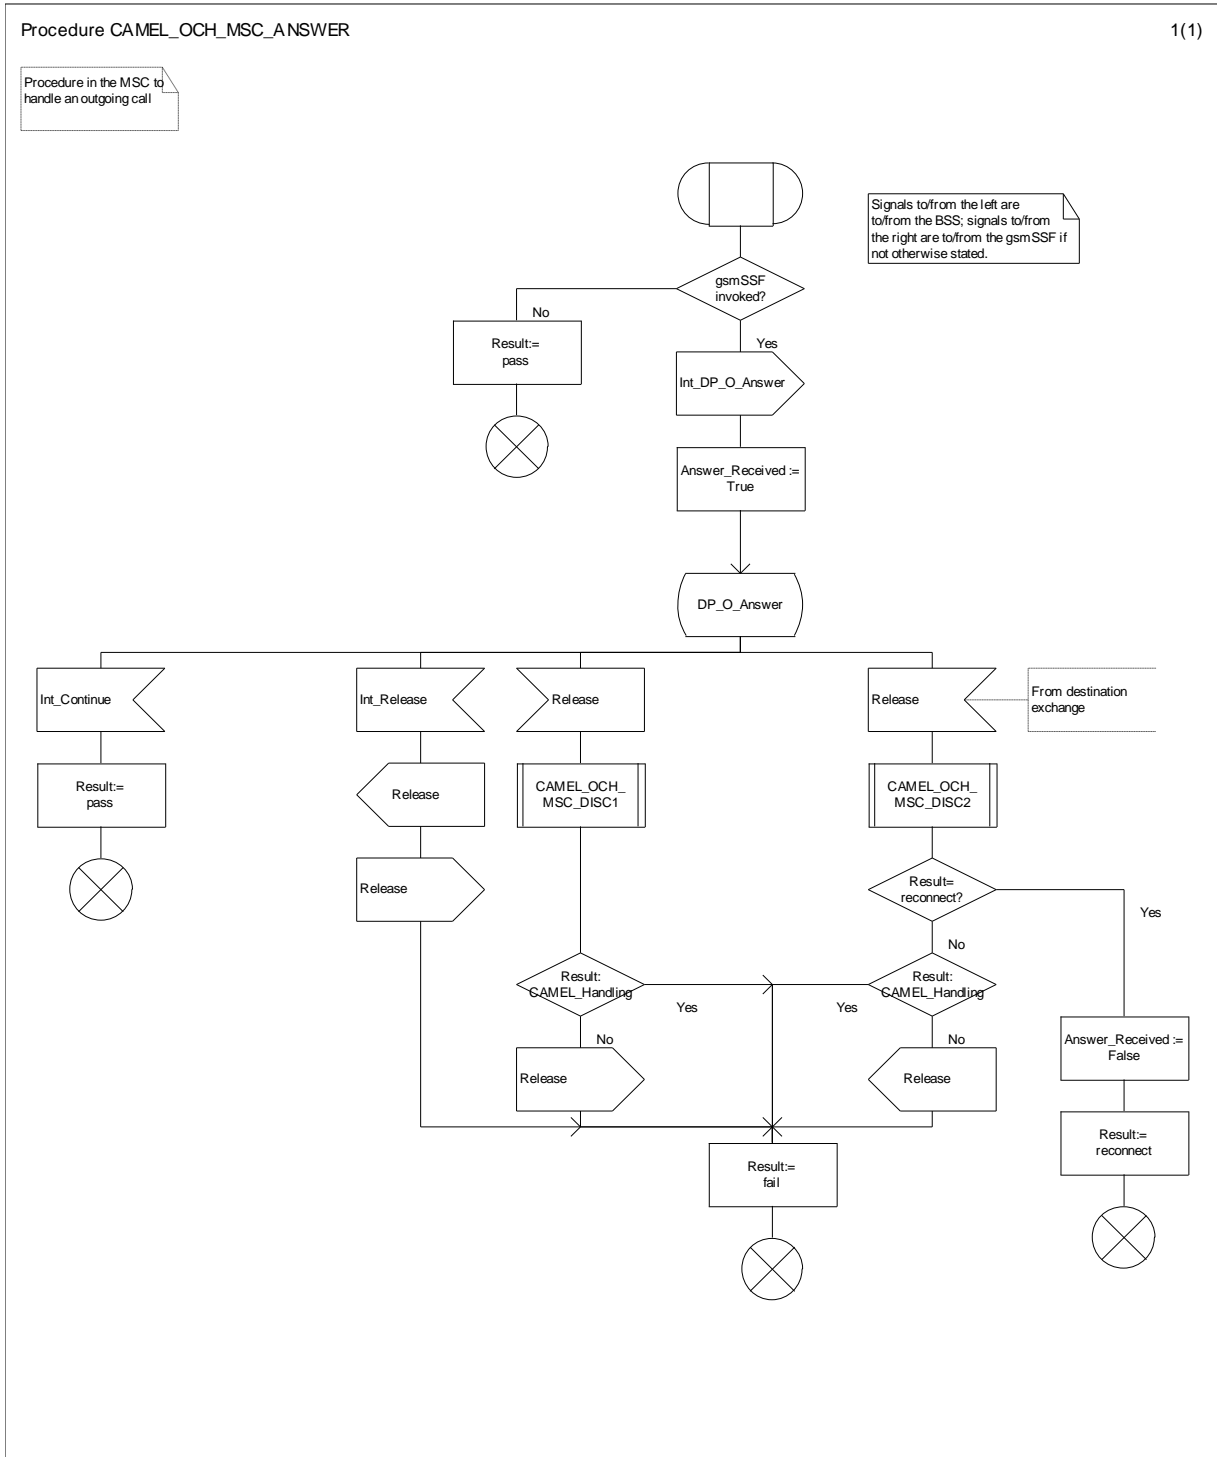 Procedure CAMEL_OCH_MSC_ANSWER
1(1)
Procedure in the MSC to
handle an outgoing call
Signals to/from the left are
to/from the BSS; signals to/from
the right are to/from the gsmSSF if
not otherwise stated.
gsmSSF
invoked?
No
Yes
Result:=
pass
Int_DP_O_Answer
Answer_Received :=
True
DP_O_Answer
Int_Continue
Int_Release
Release
Release
From destination
exchange
Result:=
pass
Release
CAMEL_OCH_
MSC_DISC1
CAMEL_OCH_
MSC_DISC2
Release
Result=
reconnect?
Yes
No
Result:
CAMEL_Handling
Yes
Result:
CAMEL_Handling
Yes
No
No
Release
Release
Answer_Received :=
False
Result:=
reconnect
Result:=
fail